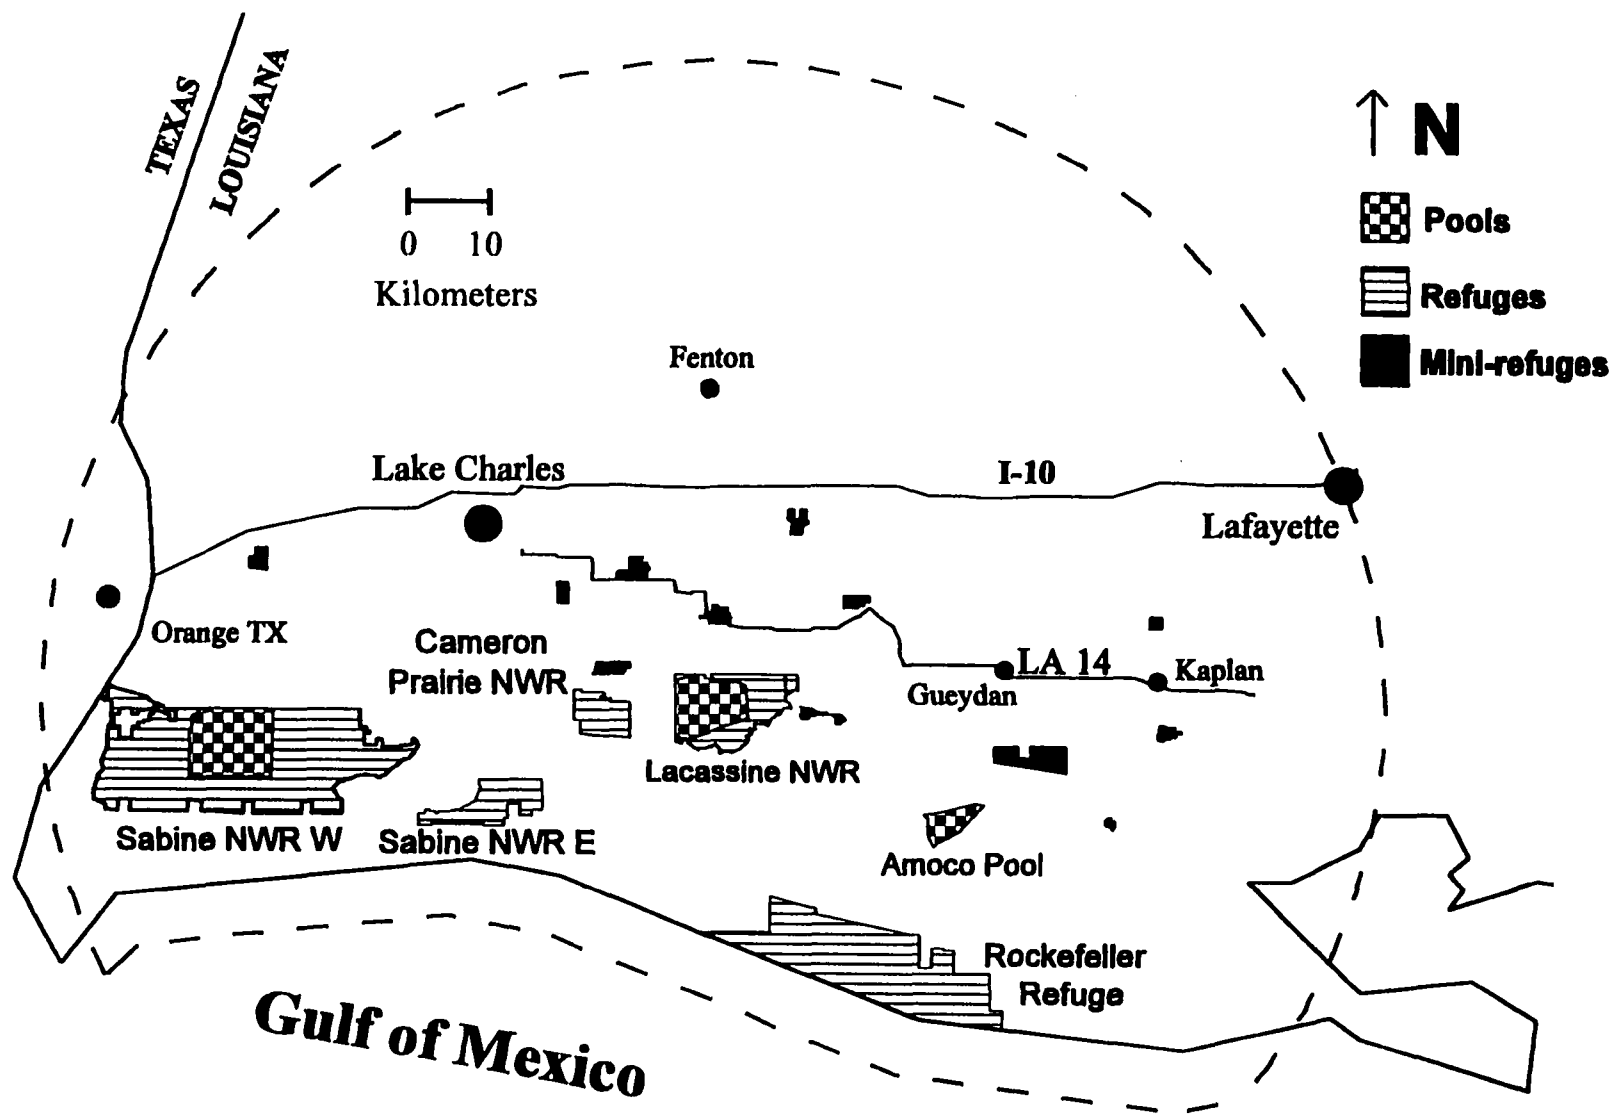 TEXAS
LOUISIANA
N
Pools
Refuges
Mini-refuges
0 10
Kilometers
Fenton
Lake Charles
I-10
Lafayette
Orange TX
Cameron
Prairie NWR
LA 14
Kaplan
Gueydan
Lacassine NWR
Sabine NWR W
Sabine NWR E
Amoco Pool
Rockefeller
Refuge
Gulf of Mexico